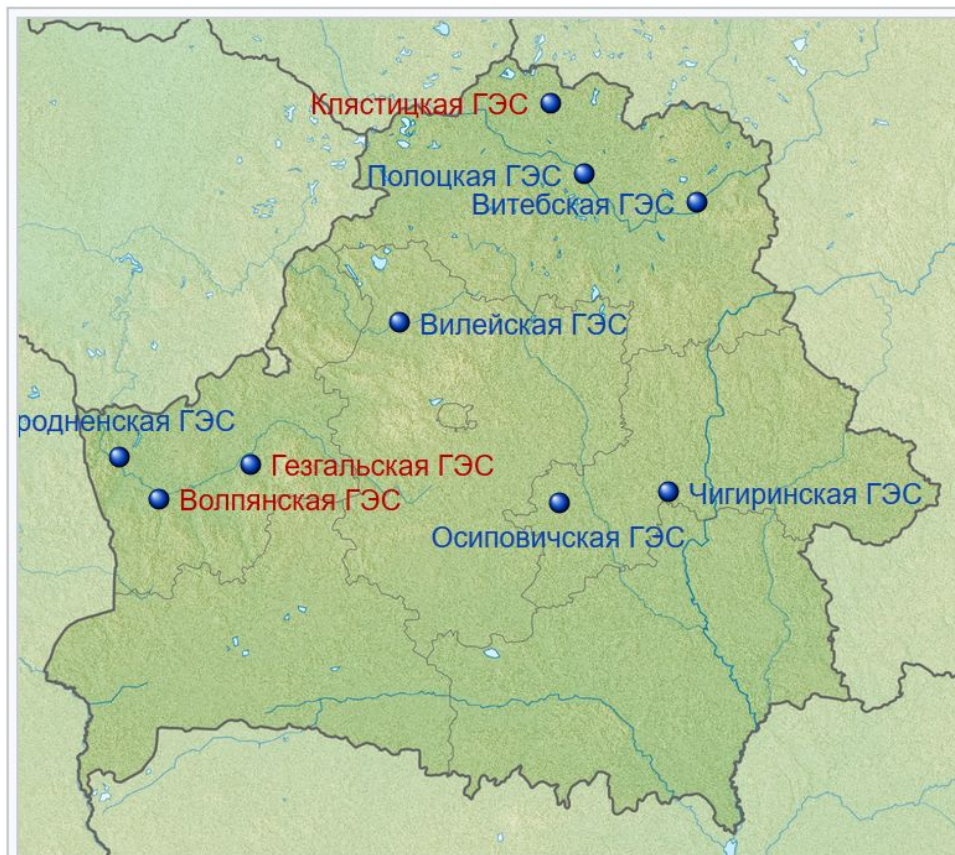 Клястицкая ГЭС
Полоцкая ГЭС
Витебская ГЭС
Вилейская ГЭС
родненская ГЭС
Гезгальская ГЭС
Волпянская ГЭС
Чигиринская ГЭС
Осиповичская ГЭС